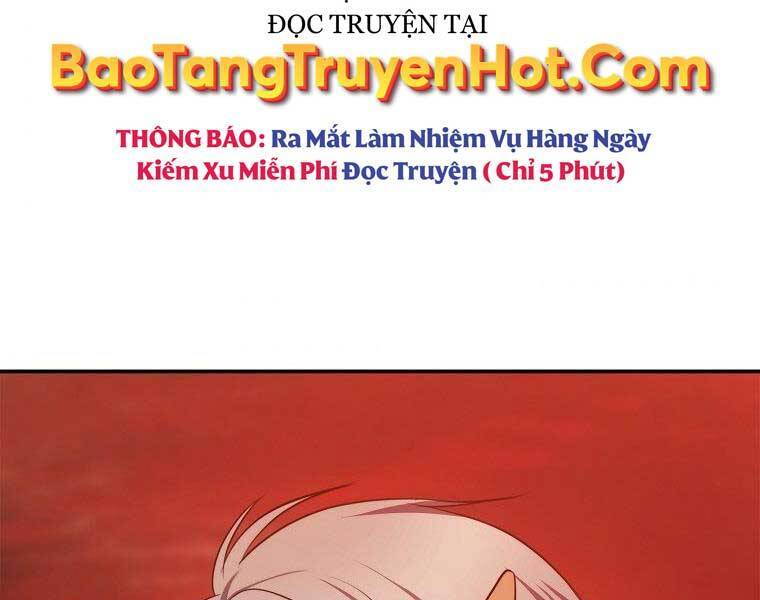 ĐỌC TRUYỆN TẠI
BaoTangTruyenHot.Com
THÔNG BÁO: Ra Mắt Làm Nhiệm Vụ Hàng Ngày
Kiếm Xu Miễn Phí Đọc Truyện ( Chỉ 5 Phút)